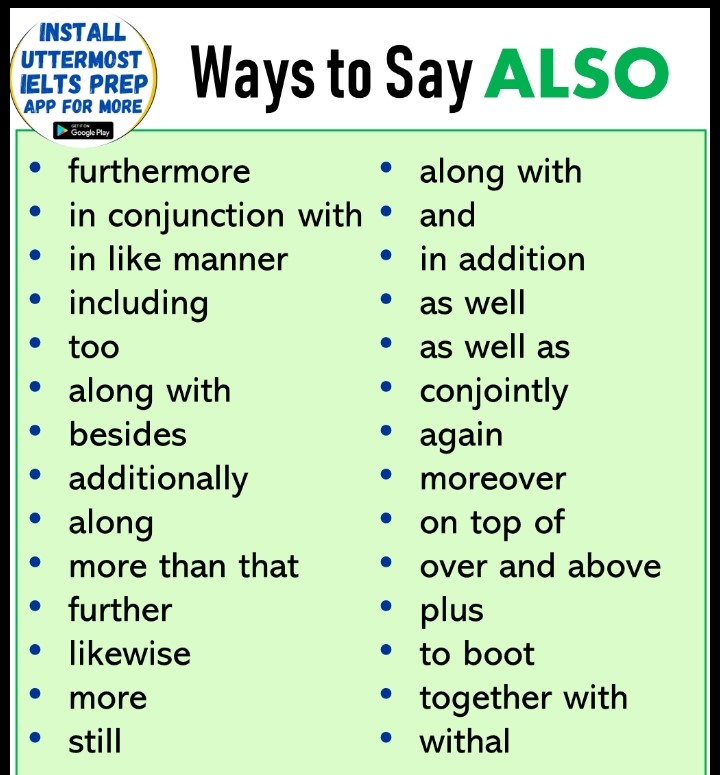 INSTALL
UTTERMOST
IELTS PREP
APP FOR MORE
GET IT ON
Google Play
Ways to Say ALSO
• furthermore
• in conjunction with
• in like manner
• including
• too
• along with
• besides
• additionally
• along
• more than that
• further
• likewise
• more
• still
• along with
• and
• in addition
• as well
• as well as
• conjointly
• again
• moreover
• on top of
• over and above
• plus
• to boot
• together with
• withal